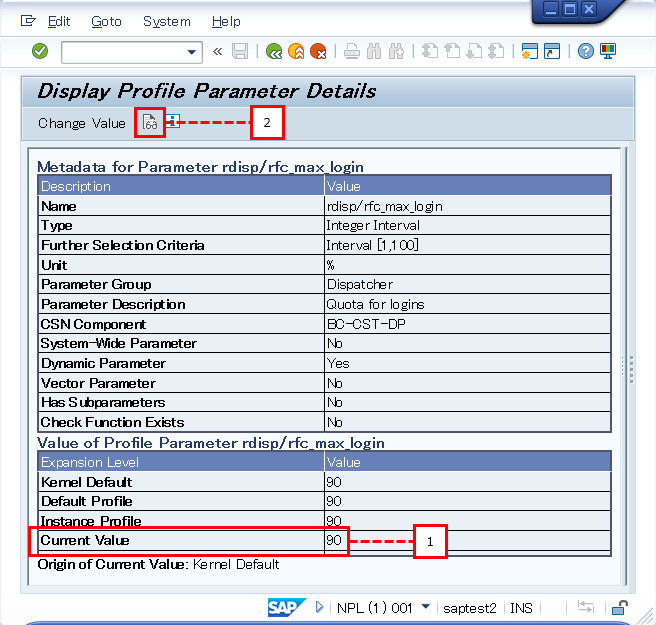 Edit Goto System Help
Display Profile Parameter Details
Change Value 2
Metadata for Parameter rdisp/rfc_max_login
Description Value
Name rdisp/rfc_max_login
Type Integer Interval
Further Selection Criteria Interval [1,100]
Unit %
Parameter Group Dispatcher
Parameter Description Quota for logins
CSN Component BC-CST-DP
System-Wide Parameter No
Dynamic Parameter Yes
Vector Parameter No
Has Subparameters No
Check Function Exists No
Value of Profile Parameter rdisp/rfc_max_login
Expansion Level Value
Kernel Default 90
Default Profile 90
Instance Profile 90
Current Value 90 1
Origin of Current Value: Kernel Default
SAP NPL (1) 001 saptest2 INS